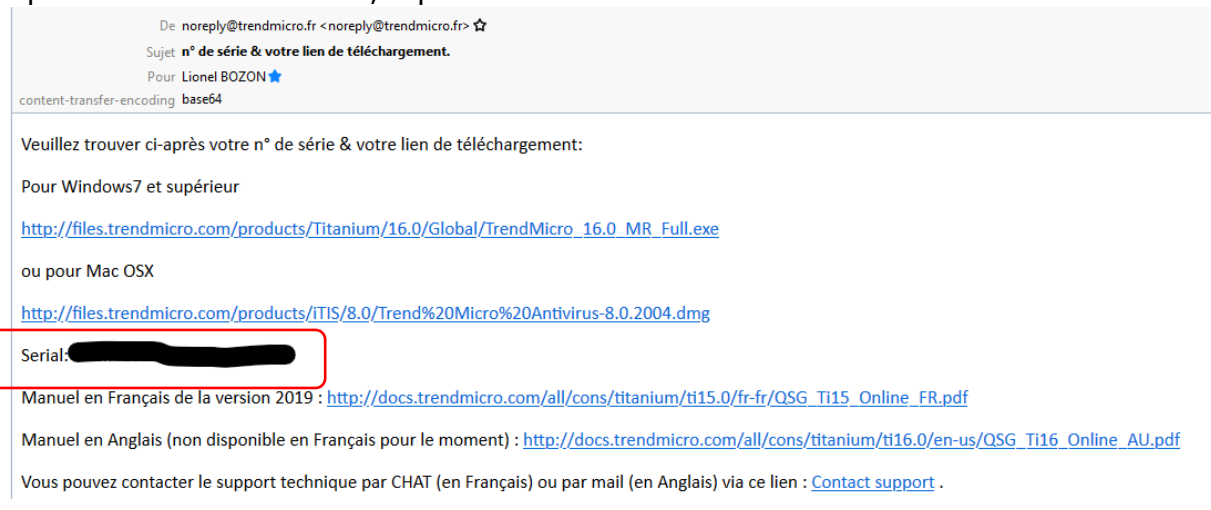 De noreply@trendmicro.fr <noreply@trendmicro.fr>
Sujet n° de série & votre lien de téléchargement.
Pour Lionel BOZON
content-transfer-encoding base64
Veuillez trouver ci-après votre n° de série & votre lien de téléchargement:
Pour Windows7 et supérieur
http://files.trendmicro.com/products/Titanium/16.0/Global/TrendMicro_16.0_MR_Full.exe
ou pour Mac OSX
http://files.trendmicro.com/products/iTIS/8.0/Trend%20Micro%20Antivirus-8.0.2004.dmg
Serial:
Manuel en Français de la version 2019 : http://docs.trendmicro.com/all/cons/titanium/ti15.0/fr-fr/QSG_Ti15_Online_FR.pdf
Manuel en Anglais (non disponible en Français pour le moment) : http://docs.trendmicro.com/all/cons/titanium/ti16.0/en-us/QSG_Ti16_Online_AU.pdf
Vous pouvez contacter le support technique par CHAT (en Français) ou par mail (en Anglais) via ce lien : Contact support .